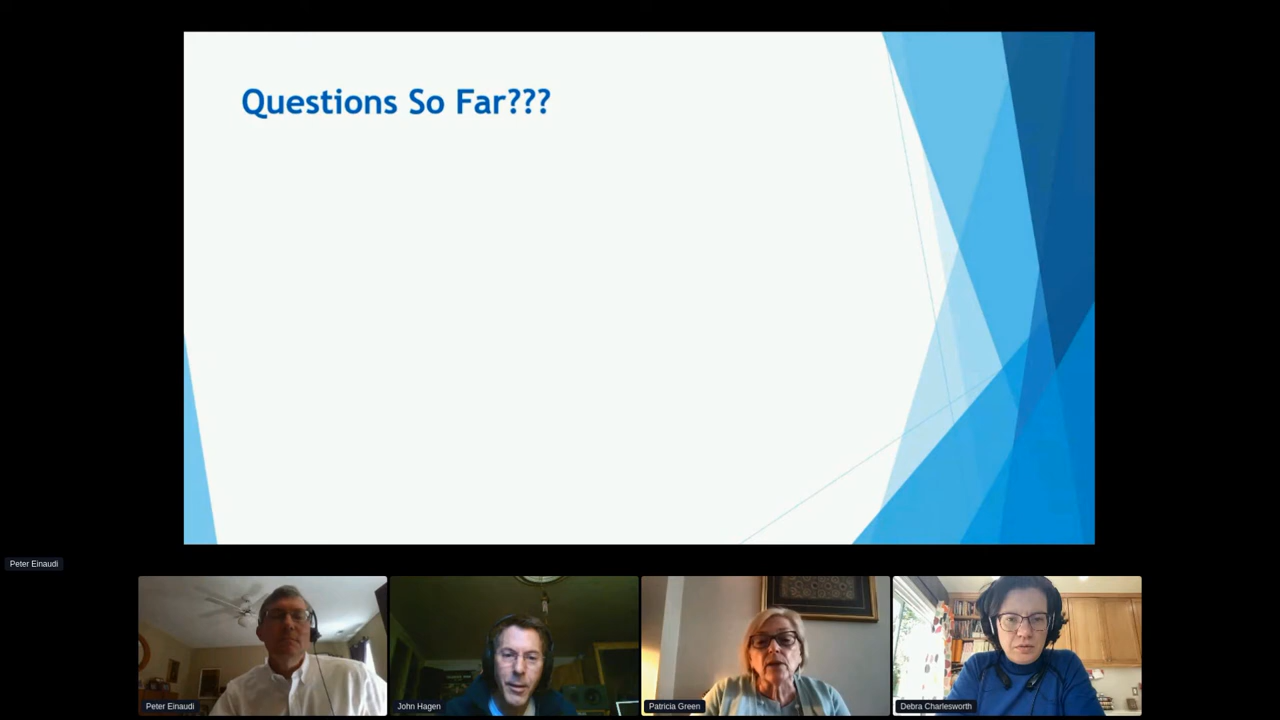 Questions So Far???
Peter Einaudi
Peter Einaudi
John Hagen
Patricia Green
Debra Charlesworth